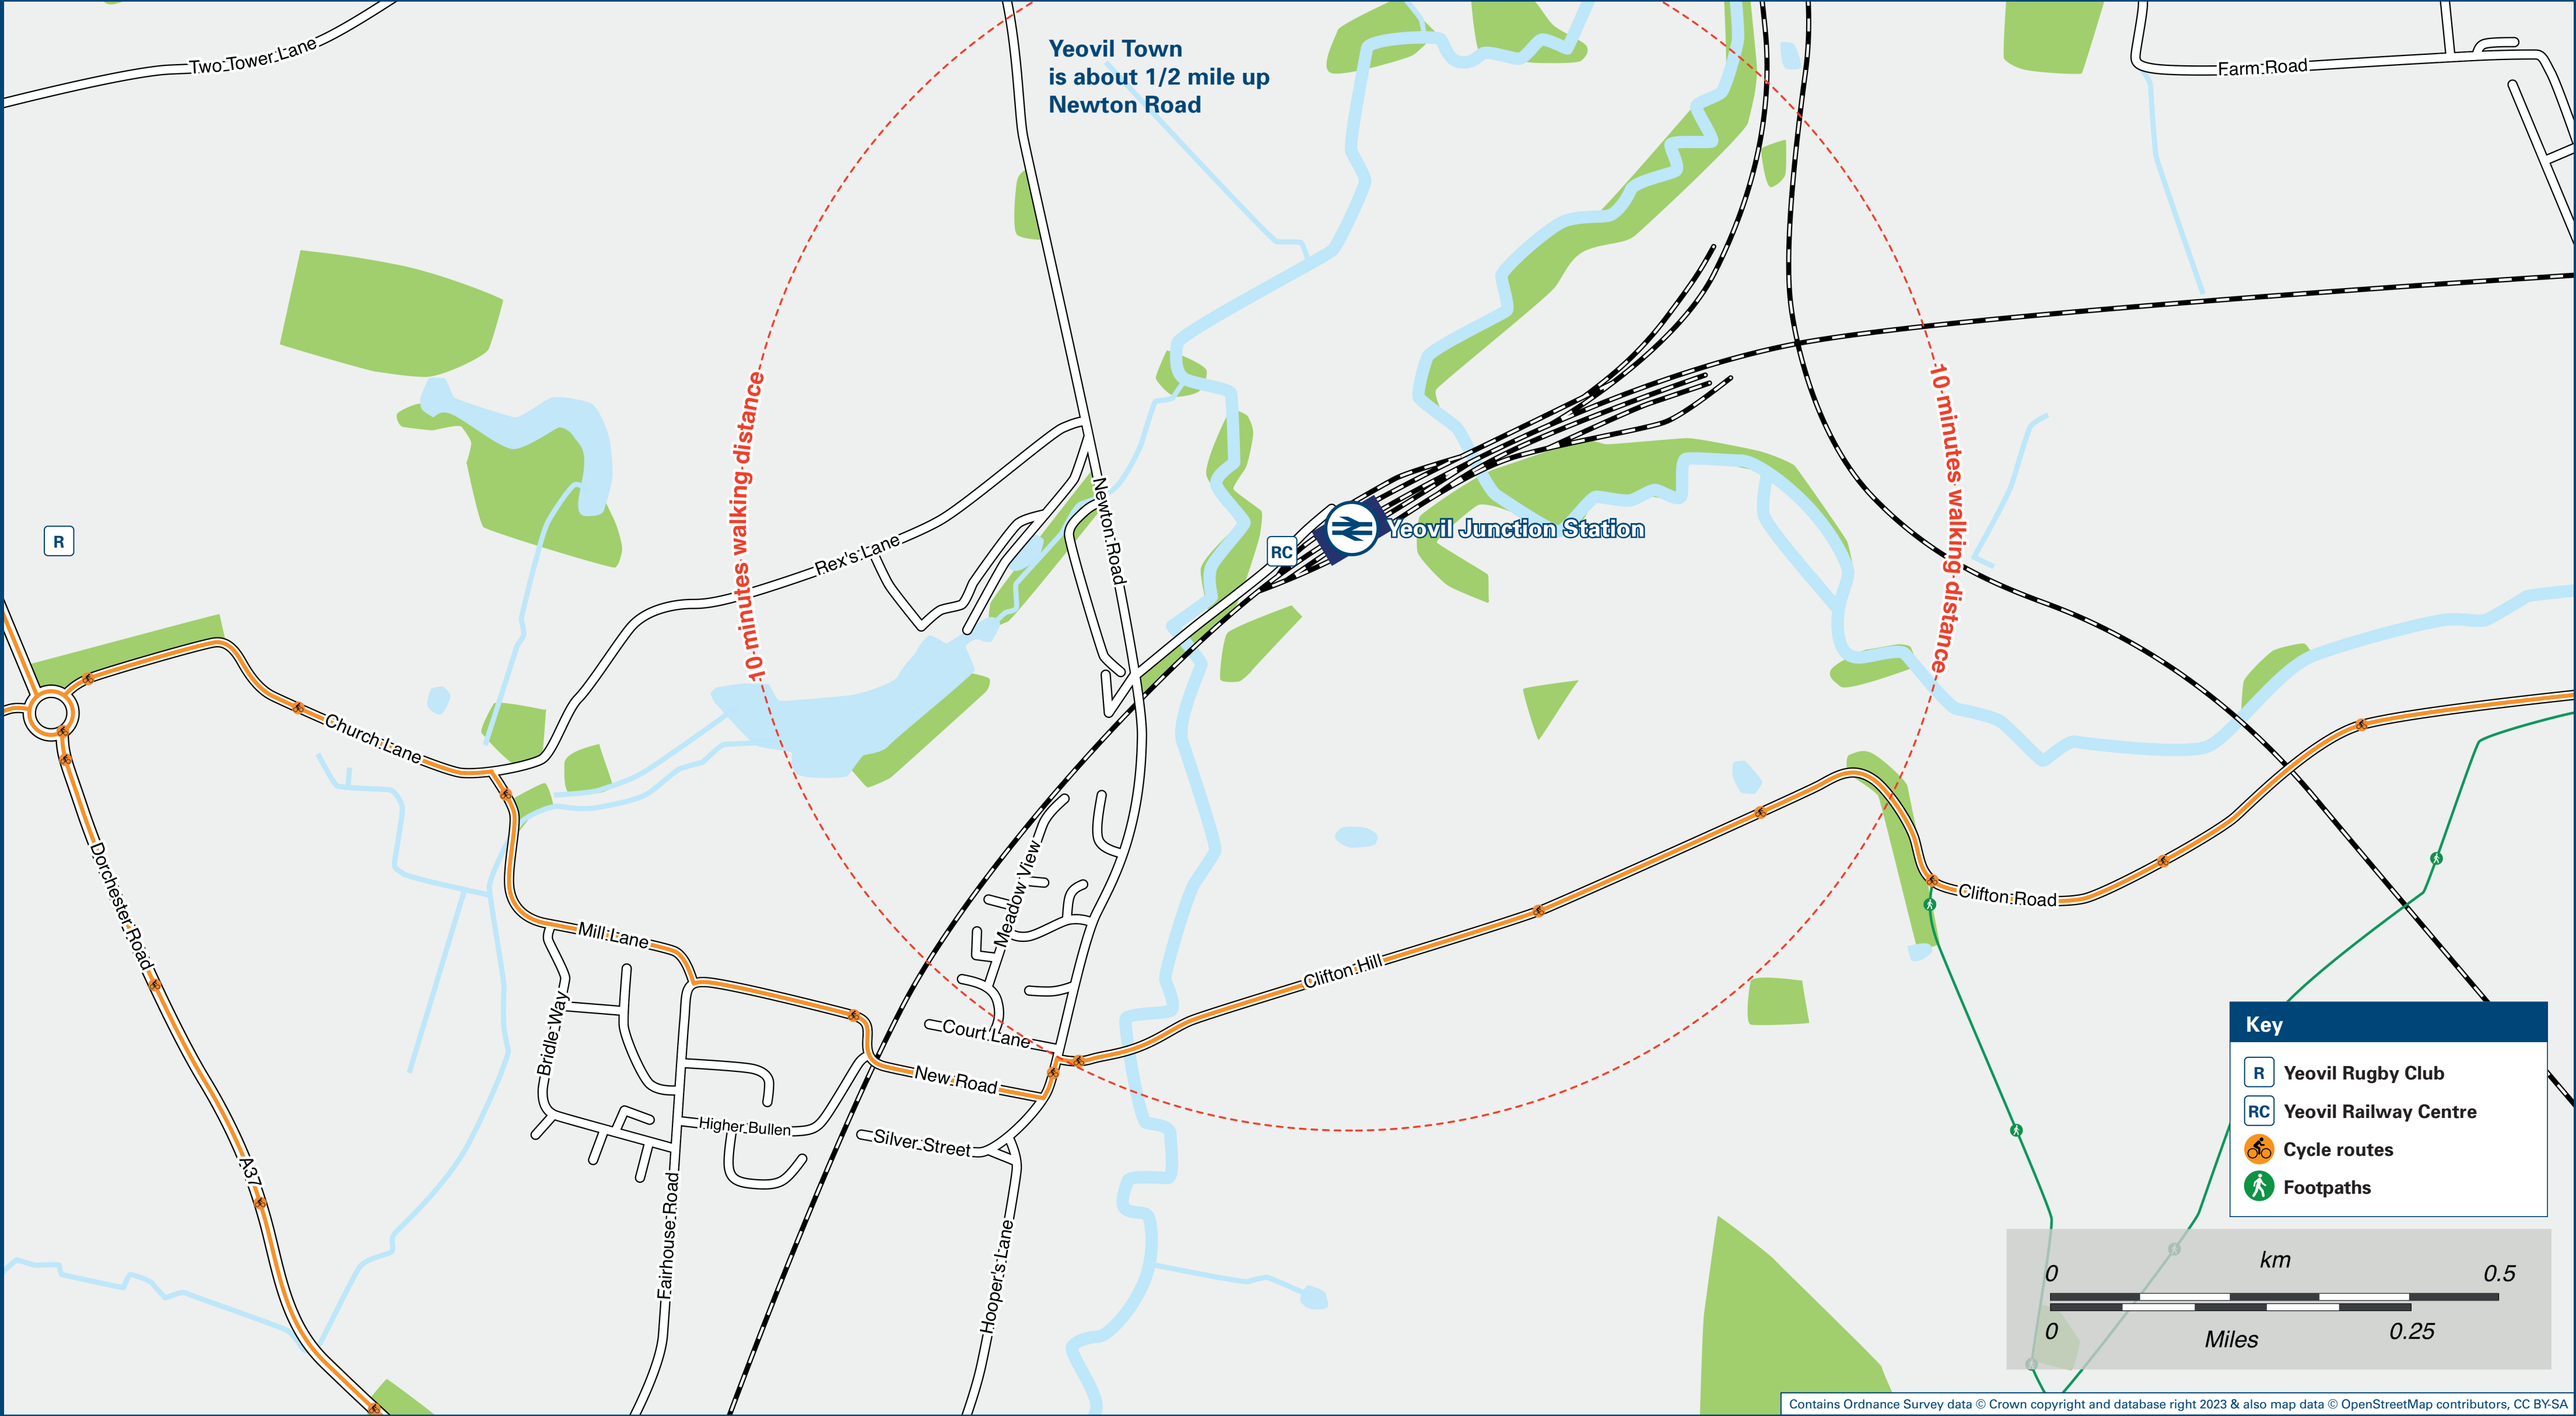 Two Tower Lane
Yeovil Town
is about 1/2 mile up
Newton Road
Farm Road
10 minutes walking distance
10 minutes walking distance
Newton Road
R
Rex's Lane
RC
Yeovil Junction Station
Church Lane
Dorchester Road
Meadow View
Clifton Road
Mill Lane
Clifton Hill
Bridle Way
Court Lane
New Road
Higher Bullen
Silver Street
A37
Fairhouse Road
Hooper's Lane
Key
R Yeovil Rugby Club
RC Yeovil Railway Centre
Cycle routes
Footpaths
km
0 0.5
0 0.25
Miles
Contains Ordnance Survey data © Crown copyright and database right 2023 & also map data © OpenStreetMap contributors, CC BY-SA